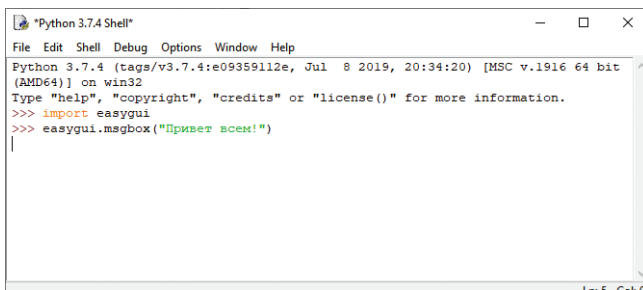 *Python 3.7.4 Shell*
File Edit Shell Debug Options Window Help
Python 3.7.4 (tags/v3.7.4:e09359112e, Jul 8 2019, 20:34:20) [MSC v.1916 64 bit
(AMD64)] on win32
Type "help", "copyright", "credits" or "license()" for more information.
>>> import easygui
>>> easygui.msgbox("Привет всем!")